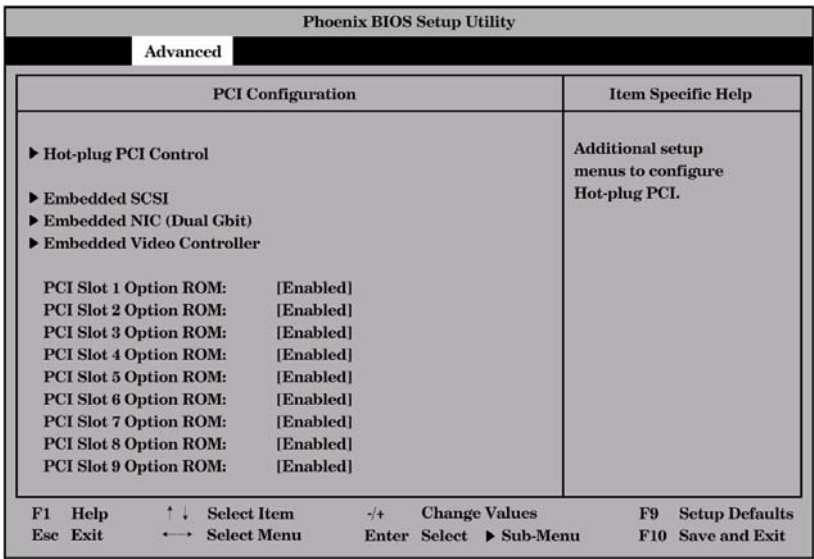 Phoenix BIOS Setup Utility
Advanced
PCI Configuration
Item Specific Help
▶ Hot-plug PCI Control
▶ Embedded SCSI
▶ Embedded NIC (Dual Gbit)
▶ Embedded Video Controller
PCI Slot 1 Option ROM: [Enabled]
PCI Slot 2 Option ROM: [Enabled]
PCI Slot 3 Option ROM: [Enabled]
PCI Slot 4 Option ROM: [Enabled]
PCI Slot 5 Option ROM: [Enabled]
PCI Slot 6 Option ROM: [Enabled]
PCI Slot 7 Option ROM: [Enabled]
PCI Slot 8 Option ROM: [Enabled]
PCI Slot 9 Option ROM: [Enabled]
Additional setup
menus to configure
Hot-plug PCI.
F1 Help ↑ ↓ Select Item -/+ Change Values F9 Setup Defaults
Esc Exit ←→ Select Menu Enter Select ▶ Sub-Menu F10 Save and Exit